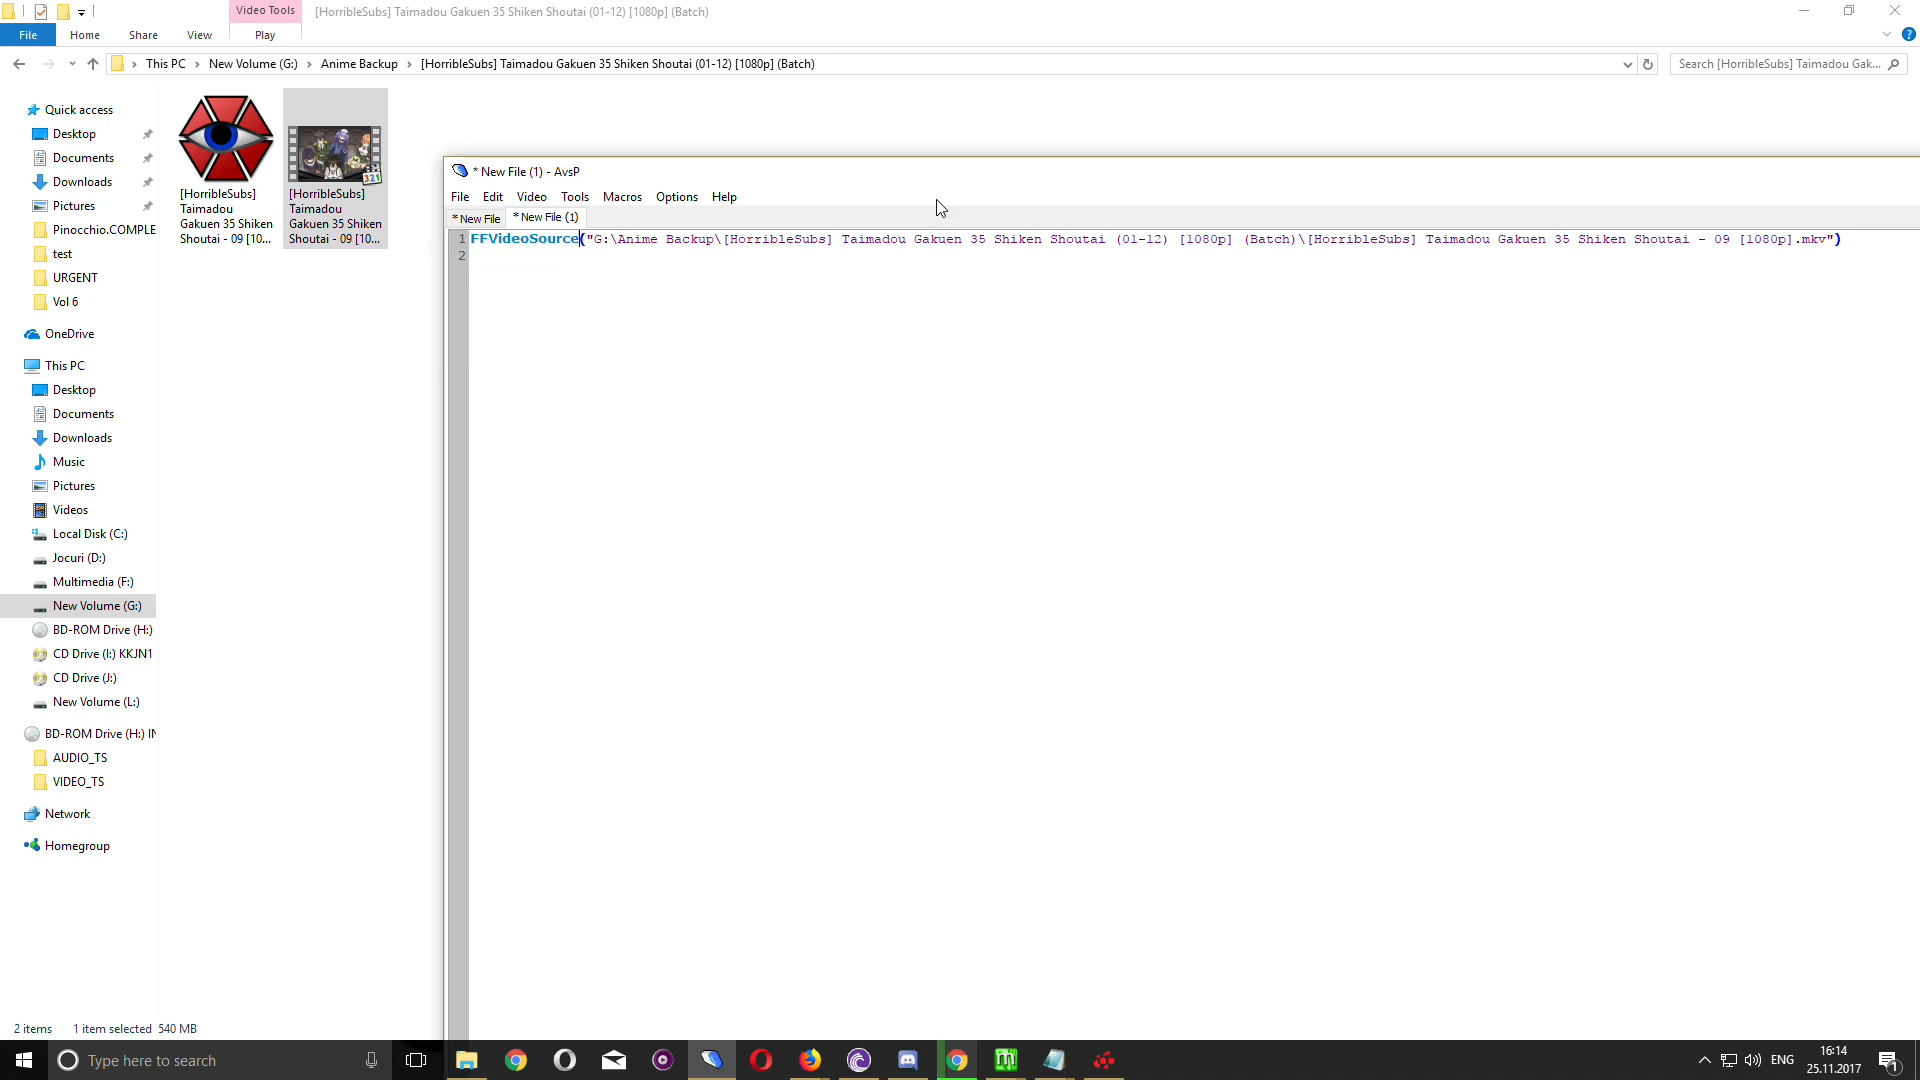 Video Tools
[HorribleSubs] Taimadou Gakuen 35 Shiken Shoutai (01-12) [1080p] (Batch)
File Home Share View Play
This PC New Volume (G:) Anime Backup [HorribleSubs] Taimadou Gakuen 35 Shiken Shoutai (01-12) [1080p] (Batch)
Search [HorribleSubs] Taimadou Gak...
Quick access
Desktop
Documents
Downloads
Pictures
Pinocchio.COMPLE
test
URGENT
Vol 6
OneDrive
This PC
Desktop
Documents
Downloads
Music
Pictures
Videos
Local Disk (C:)
Jocuri (D:)
Multimedia (F:)
New Volume (G:)
BD-ROM Drive (H:)
CD Drive (I:) KKJN1
CD Drive (J:)
New Volume (L:)
BD-ROM Drive (H:) IN
AUDIO_TS
VIDEO_TS
Network
Homegroup
[HorribleSubs]
Taimadou
Gakuen 35 Shiken
Shoutai - 09 [10...
321
[HorribleSubs]
Taimadou
Gakuen 35 Shiken
Shoutai - 09 [10...
* New File (1) - AvsP
File Edit Video Tools Macros Options Help
* New File * New File (1)
1 FFVideoSource("G:\Anime Backup\[HorribleSubs] Taimadou Gakuen 35 Shiken Shoutai (01-12) [1080p] (Batch)\[HorribleSubs] Taimadou Gakuen 35 Shiken Shoutai - 09 [1080p].mkv")
2
2 items 1 item selected 540 MB
Type here to search
ENG
16:14
25.11.2017
1